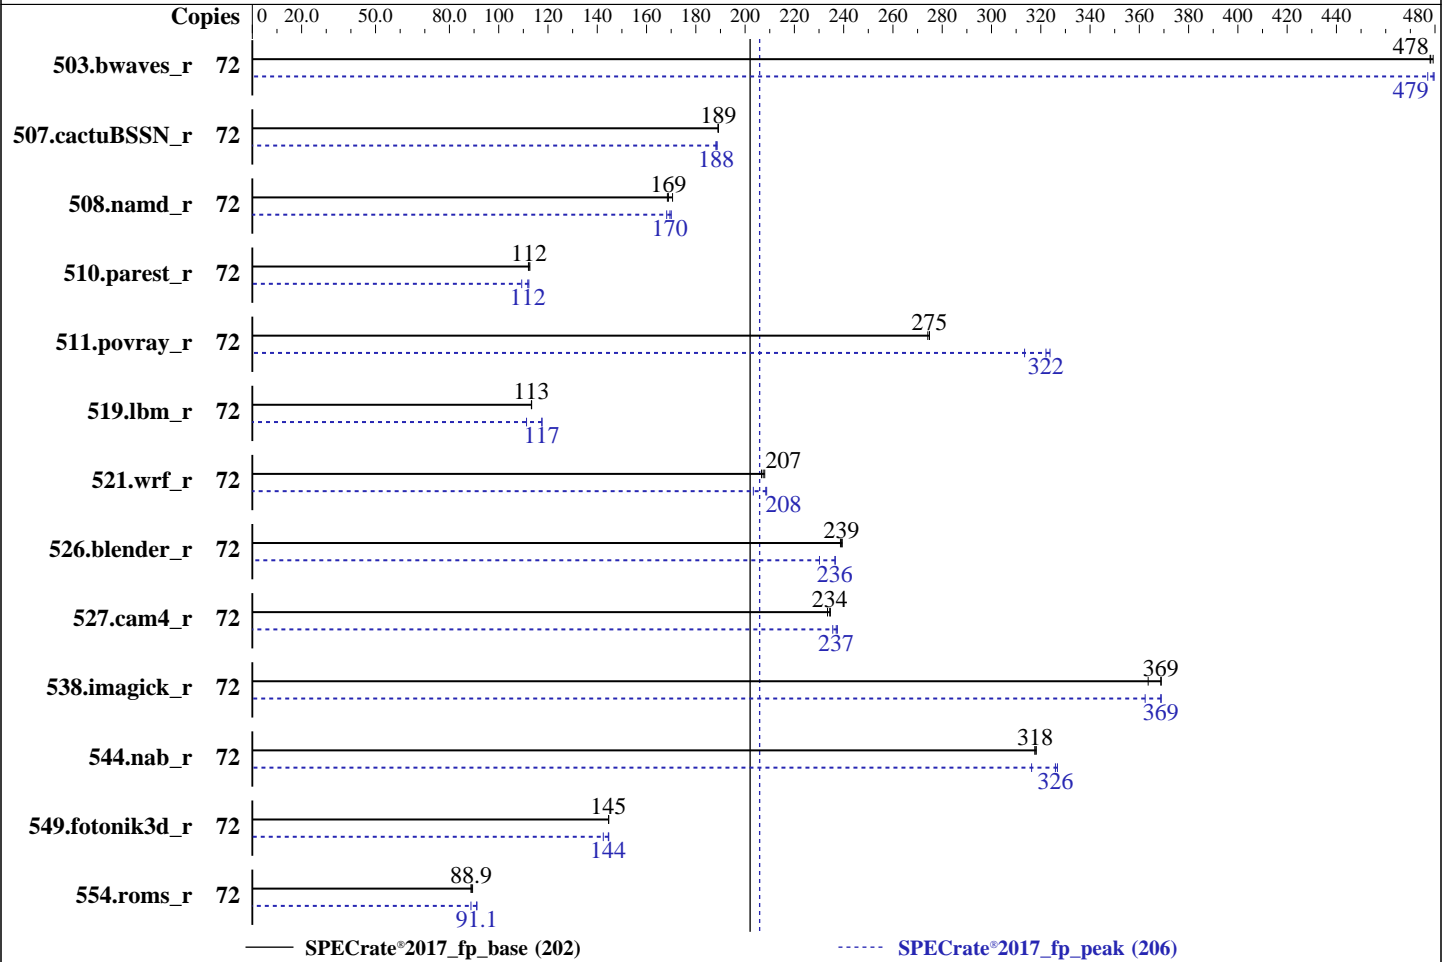 Copies 0 20.0 50.0 80.0 100 120 140 160 180 200 220 240 260 280 300 320 340 360 380 400 420 440 480
503.bwaves_r 72 478
479
507.cactuBSSN_r 72 189
188
508.namd_r 72 169
170
510.parest_r 72 112
112
511.povray_r 72 275
322
519.lbm_r 72 113
117
521.wrf_r 72 207
208
526.blender_r 72 239
236
527.cam4_r 72 234
237
538.imagick_r 72 369
369
544.nab_r 72 318
326
549.fotonik3d_r 72 145
144
554.roms_r 72 88.9
91.1
SPECrate®2017_fp_base (202) SPECrate®2017_fp_peak (206)